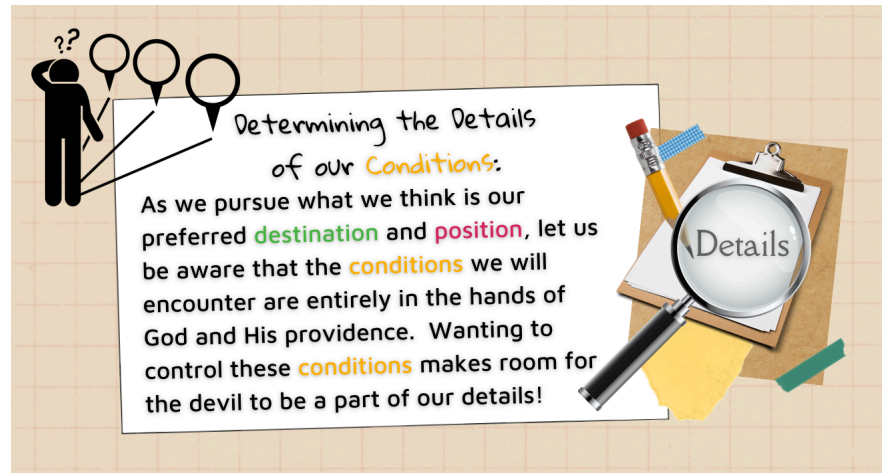 ??
Determining the Details
of our Conditions:
As we pursue what we think is our
preferred destination and position, let us
be aware that the conditions we will
encounter are entirely in the hands of
God and His providence.  Wanting to
control these conditions makes room for
the devil to be a part of our details!
Details